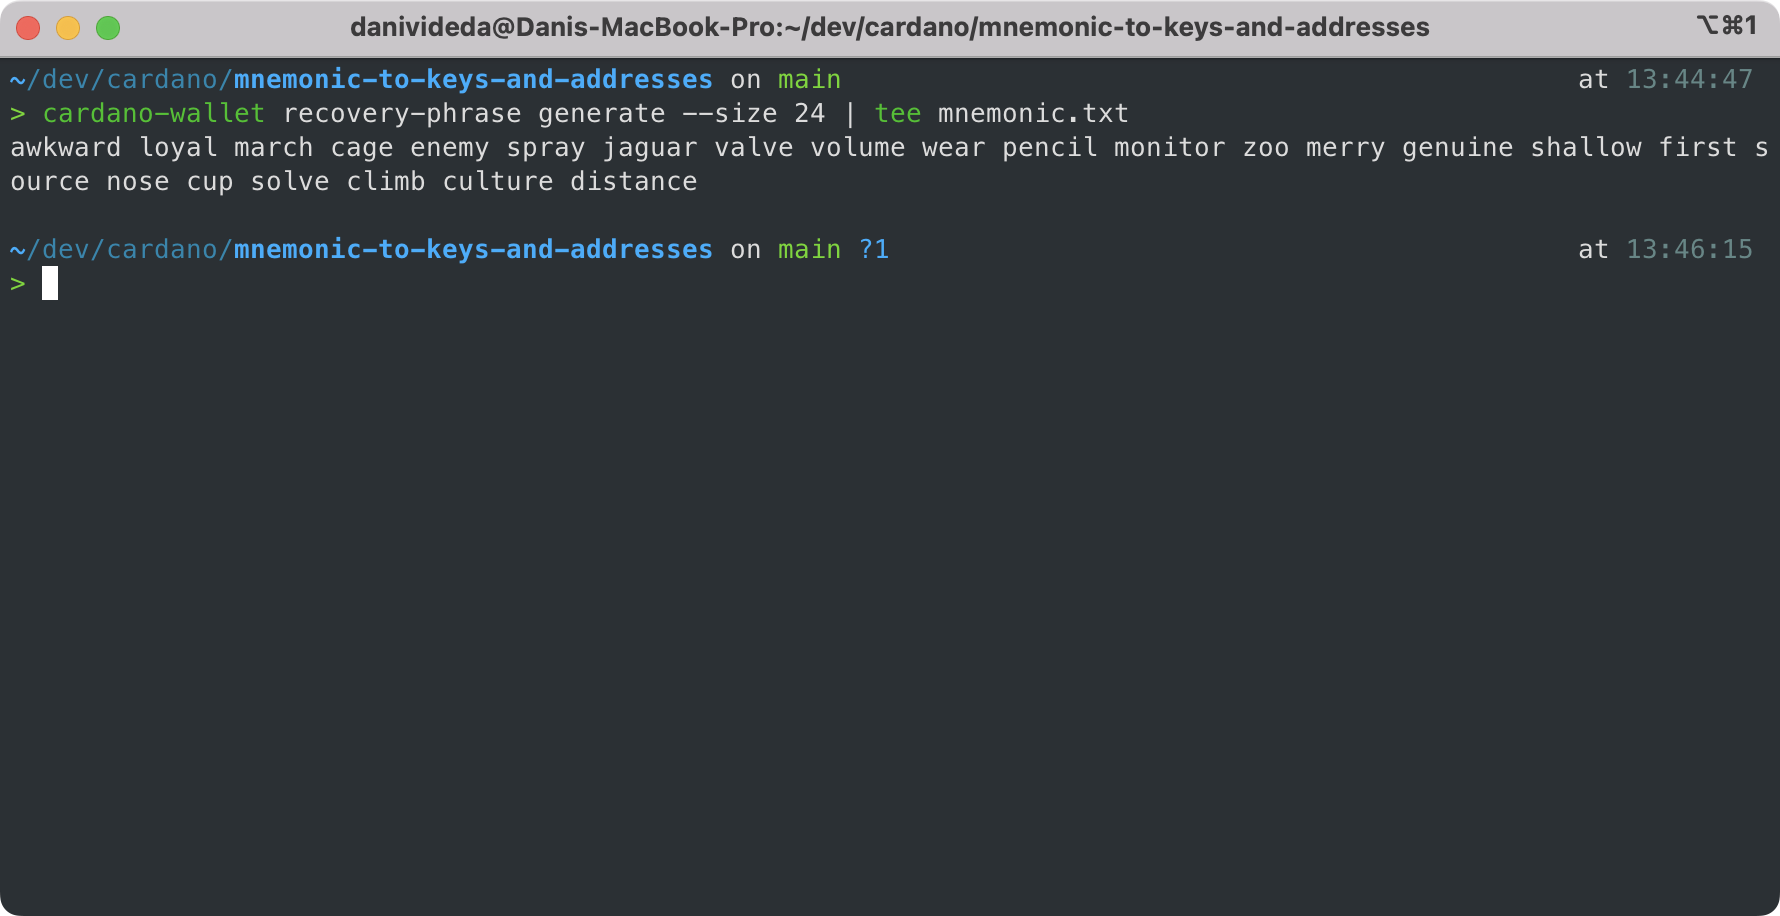 danivideda@Danis-MacBook-Pro:~/dev/cardano/mnemonic-to-keys-and-addresses ⌥⌘1
~/dev/cardano/mnemonic-to-keys-and-addresses on main at 13:44:47
> cardano-wallet recovery-phrase generate --size 24 | tee mnemonic.txt
awkward loyal march cage enemy spray jaguar valve volume wear pencil monitor zoo merry genuine shallow first s
ource nose cup solve climb culture distance
~/dev/cardano/mnemonic-to-keys-and-addresses on main ?1 at 13:46:15
>